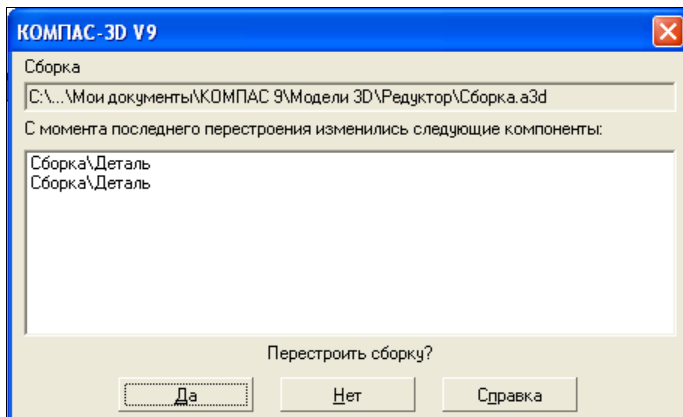 КОМПАС-3D V9
Сборка
C:\...\Мои документы\КОМПАС 9\Модели 3D\Редуктор\Сборка.a3d
С момента последнего перестроения изменились следующие компоненты:
Сборка\Деталь
Сборка\Деталь
Перестроить сборку?
Да Нет Справка